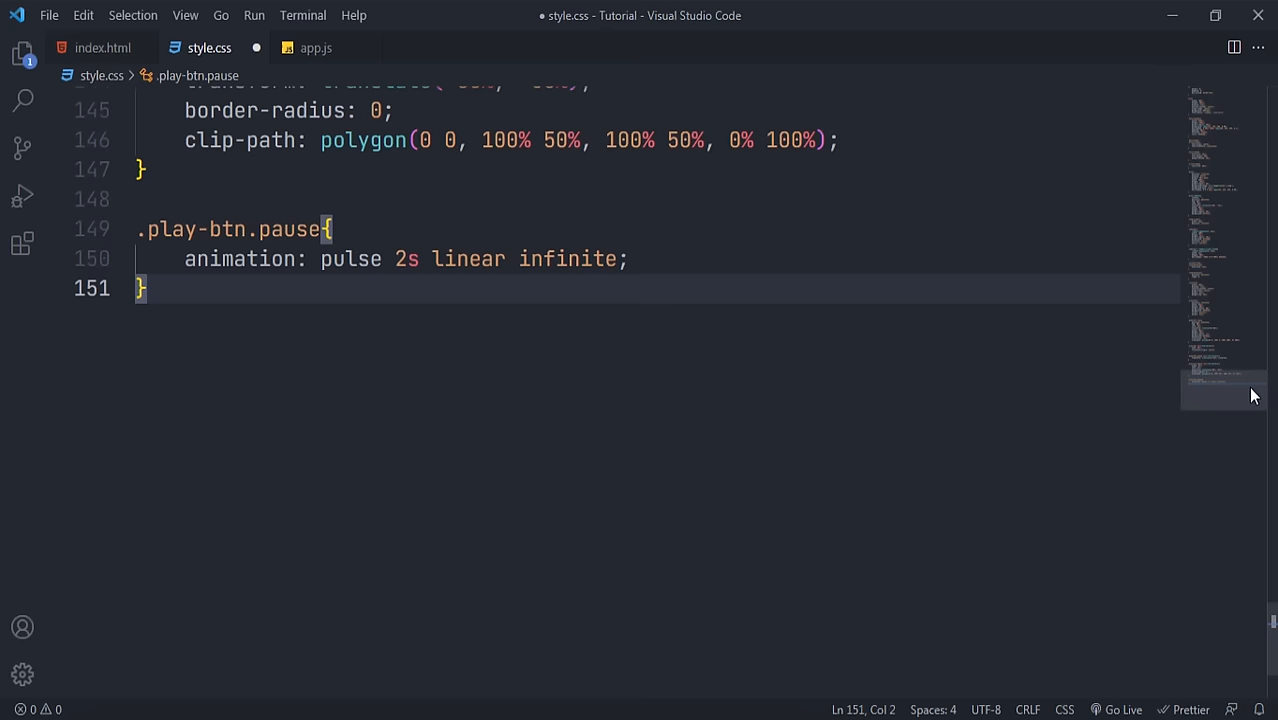 File Edit Selection View Go Run Terminal Help ● style.css - Tutorial - Visual Studio Code
index.html style.css ● JS app.js
style.css > .play-btn.pause
145 border-radius: 0;
146 clip-path: polygon(0 0, 100% 50%, 100% 50%, 0% 100%);
147 }
148
149 .play-btn.pause{
150 animation: pulse 2s linear infinite;
151 }
1
0 0 Ln 151, Col 2 Spaces: 4 UTF-8 CRLF CSS Go Live Prettier